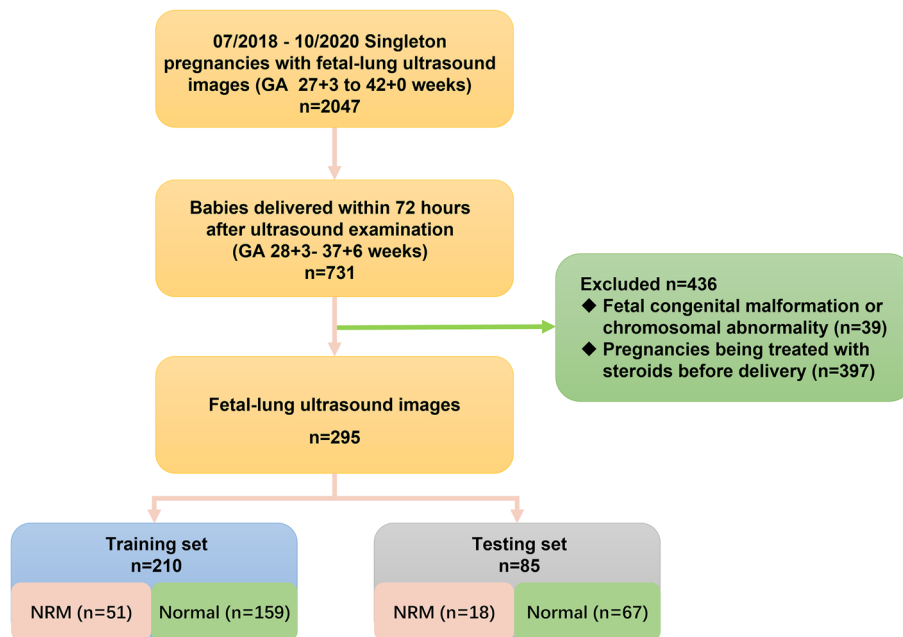 07/2018 - 10/2020 Singleton
pregnancies with fetal-lung ultrasound
images (GA  27+3 to 42+0 weeks)
n=2047
Babies delivered within 72 hours
after ultrasound examination
(GA 28+3- 37+6 weeks)
n=731
Excluded n=436
◆ Fetal congenital malformation or
chromosomal abnormality (n=39)
◆ Pregnancies being treated with
steroids before delivery (n=397)
Fetal-lung ultrasound images
n=295
Training set
n=210
NRM (n=51)
Normal (n=159)
Testing set
n=85
NRM (n=18)
Normal (n=67)